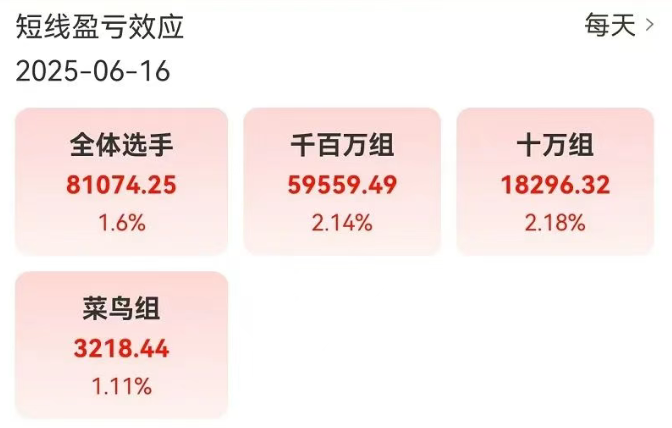 短线盈亏效应
每天 >
2025-06-16
全体选手
81074.25
1.6%
千百万组
59559.49
2.14%
十万组
18296.32
2.18%
菜鸟组
3218.44
1.11%